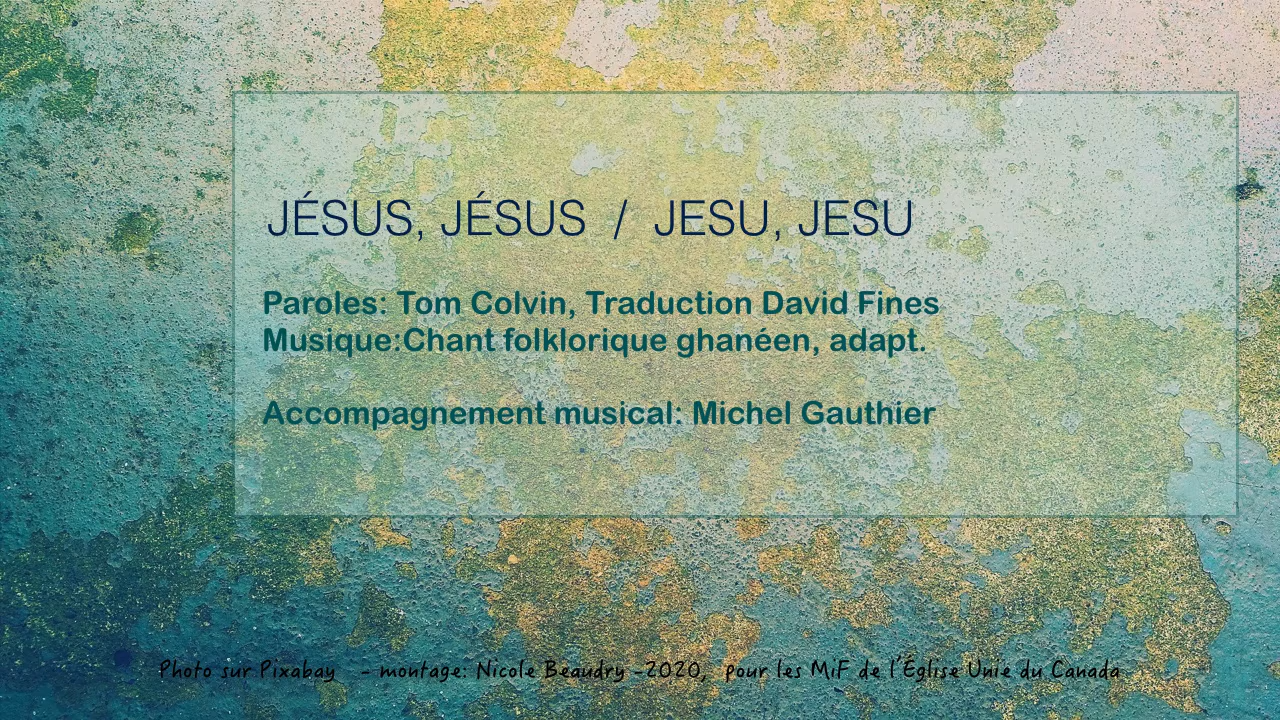 JÉSUS, JÉSUS / JESU, JESU
Paroles: Tom Colvin, Traduction David Fines
Musique:Chant folklorique ghanéen, adapt.
Accompagnement musical: Michel Gauthier
Photo sur Pixabay - montage: Nicole Beaudry -2020, pour les MiF de l'Église Unie du Canada